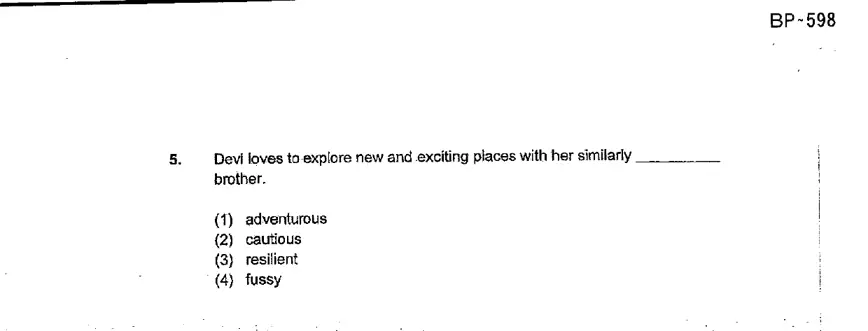 BP-598
5. Devi loves to explore new and exciting places with her similarly __________
brother.
(1) adventurous
(2) cautious
(3) resilient
(4) fussy